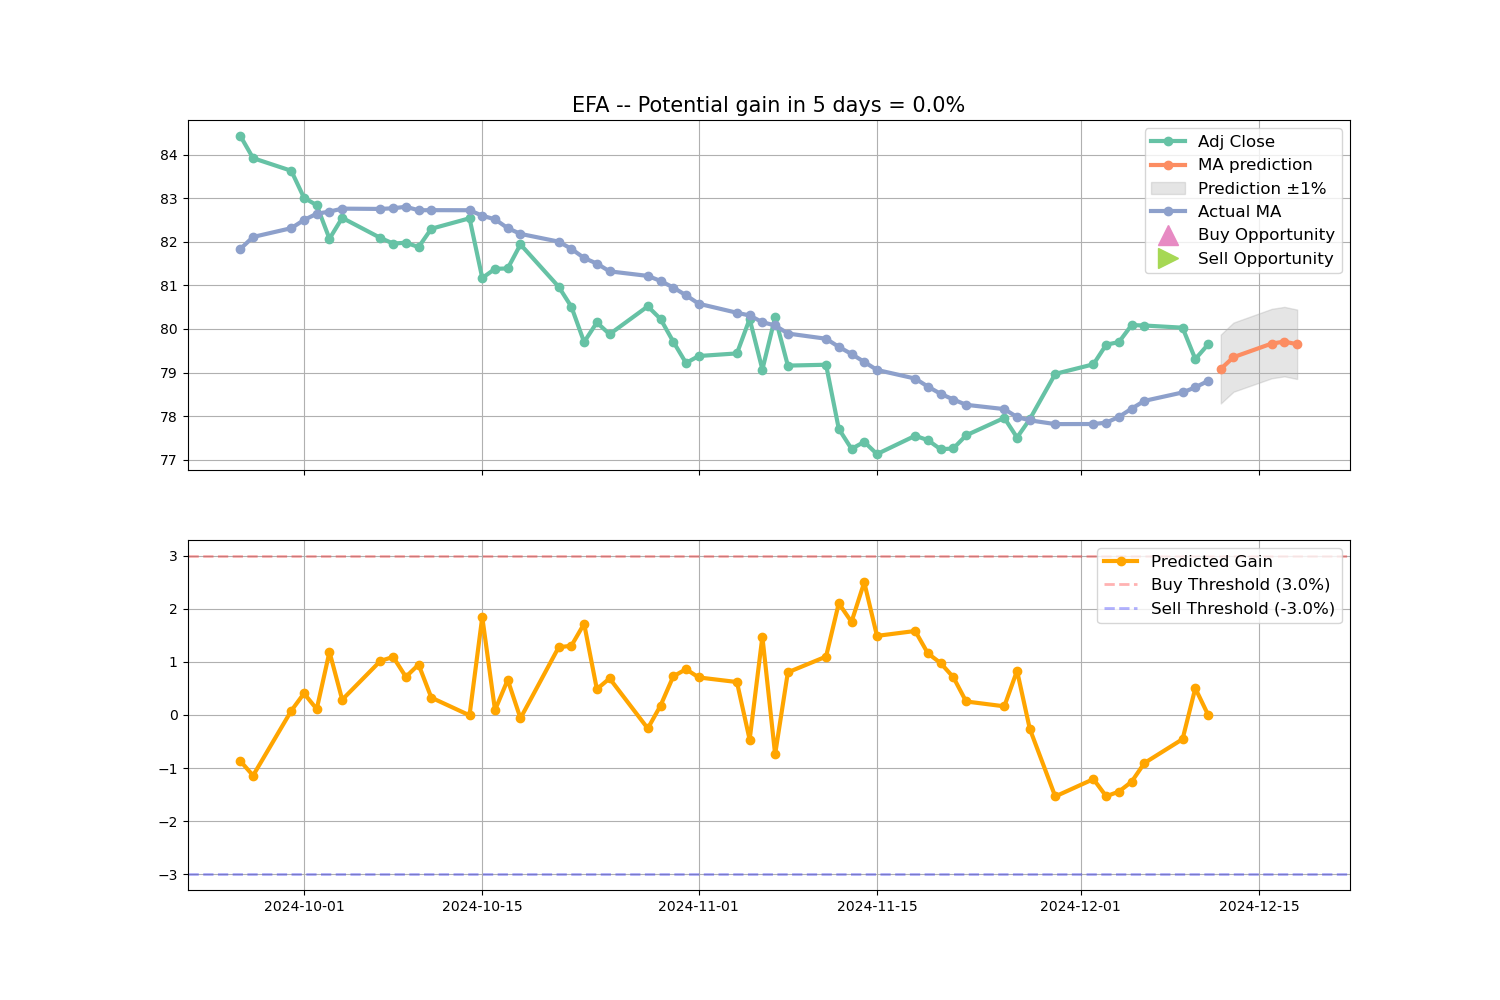 EFA -- Potential gain in 5 days = 0.0%
84
83
82
81
80
79
78
77
Adj Close
MA prediction
Prediction ±1%
Actual MA
Buy Opportunity
Sell Opportunity
3
2
1
0
−1
−2
−3
Predicted Gain
Buy Threshold (3.0%)
Sell Threshold (-3.0%)
2024-10-01 2024-10-15 2024-11-01 2024-11-15 2024-12-01 2024-12-15